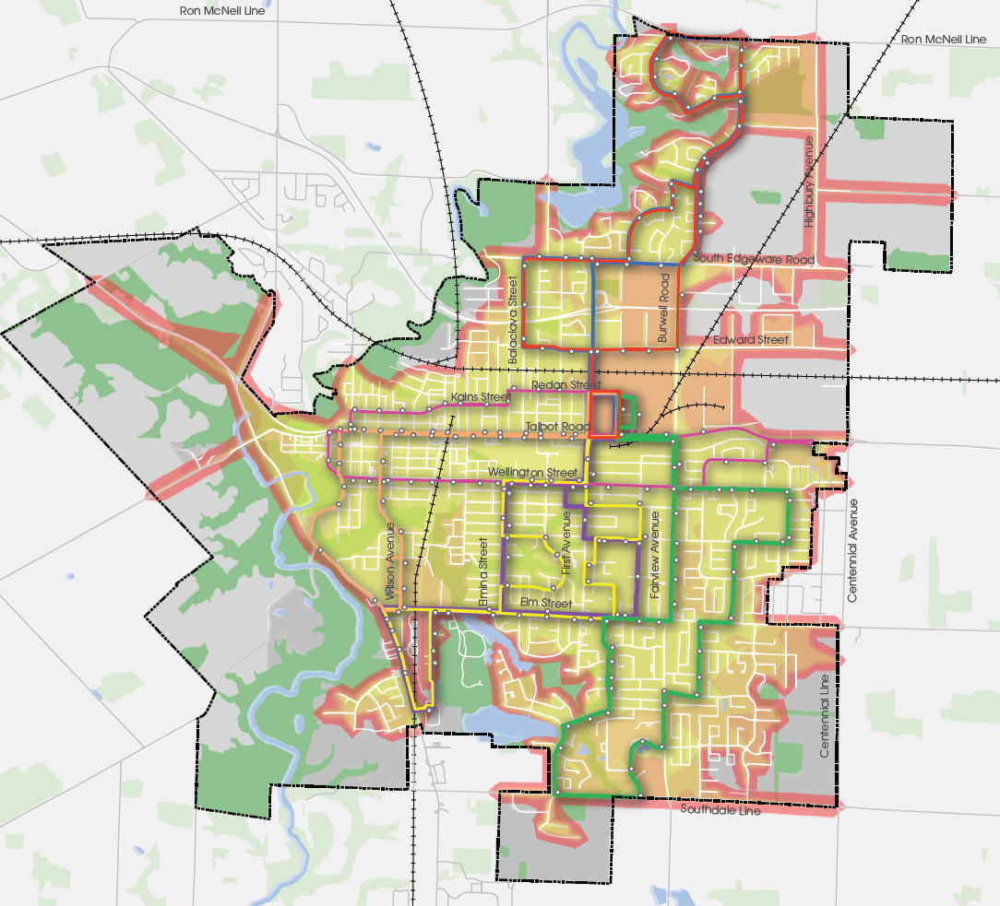 Ron McNeil Line
Ron McNeil Line
Highbury Avenue
South Edgeware Road
Balaclava Street
Burwell Road
Edward Street
Redan Street
Kains Street
Talbot Road
Wellington Street
Wilson Avenue
Elmina Street
First Avenue
Fairview Avenue
Centennial Avenue
Elm Street
Centennial Line
Southdale Line